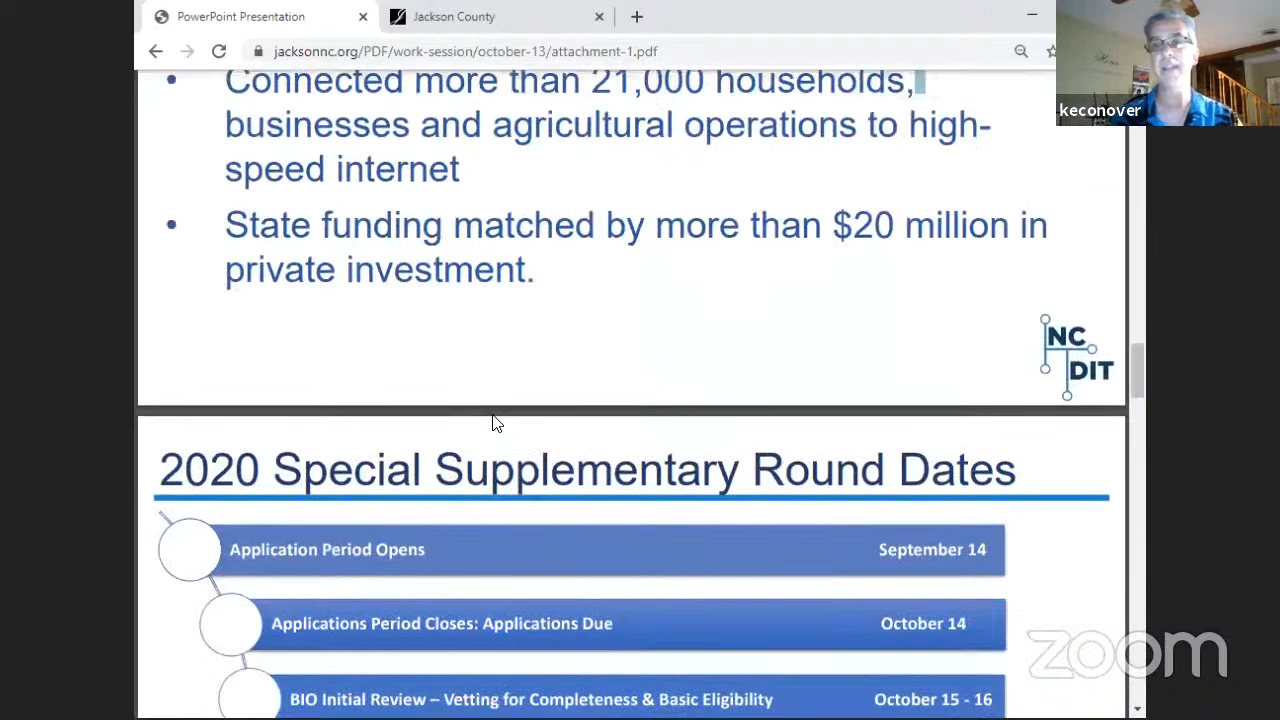 PowerPoint Presentation
Jackson County
jacksonnc.org/PDF/work-session/october-13/attachment-1.pdf
keconover
• Connected more than 21,000 households,
businesses and agricultural operations to high-
speed internet
• State funding matched by more than $20 million in
private investment.
NC
DIT
2020 Special Supplementary Round Dates
Application Period Opens September 14
Applications Period Closes: Applications Due October 14
BIO Initial Review – Vetting for Completeness & Basic Eligibility October 15 - 16
zoom